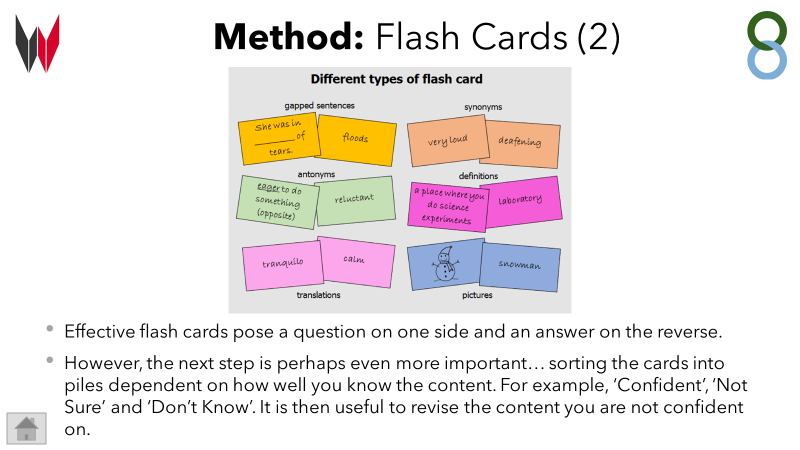 Method: Flash Cards (2)
Different types of flash card
gapped sentences
She was in
________ of
tears.
floods
synonyms
very loud
deafening
antonyms
eager to do
something
(opposite)
reluctant
definitions
a place where you
do science
experiments
laboratory
tranquilo
calm
translations
snowman
pictures
• Effective flash cards pose a question on one side and an answer on the reverse.
• However, the next step is perhaps even more important… sorting the cards into
piles dependent on how well you know the content. For example, ‘Confident’, ‘Not
Sure’ and ‘Don’t Know’. It is then useful to revise the content you are not confident
on.